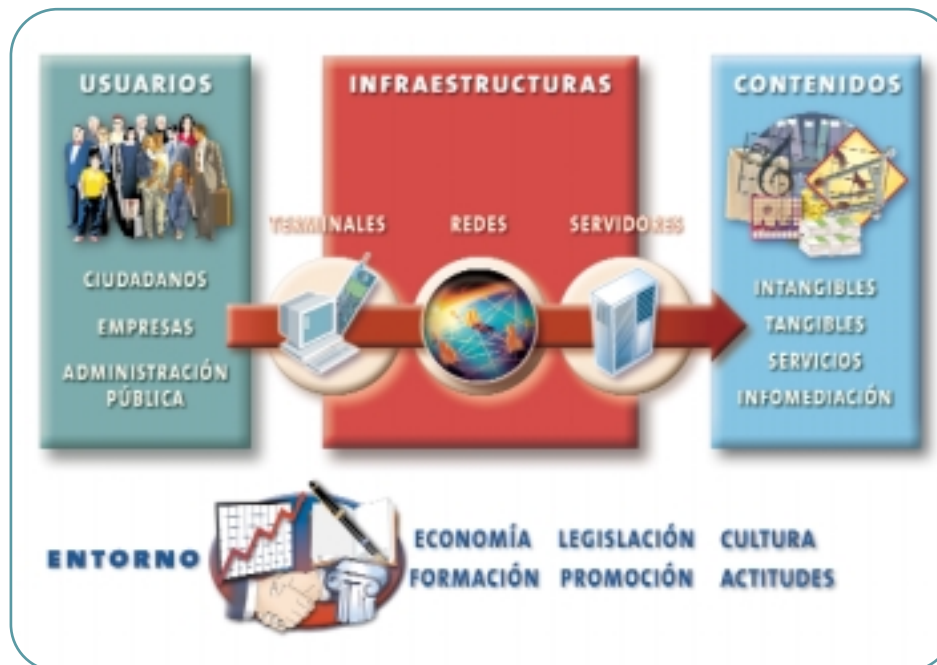 USUARIOS
CIUDADANOS
EMPRESAS
ADMINISTRACIÓN
PÚBLICA
INFRAESTRUCTURAS
TERMINALES
REDES
SERVIDORES
CONTENIDOS
INTANGIBLES
TANGIBLES
SERVICIOS
INFOMEDIACIÓN
ENTORNO
ECONOMÍA LEGISLACIÓN CULTURA
FORMACIÓN PROMOCIÓN ACTITUDES